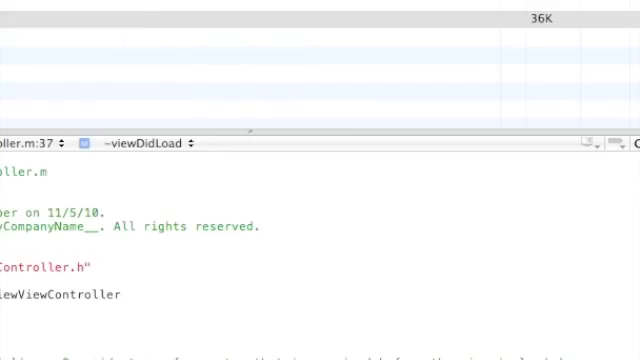 36K
oller.m:37 -viewDidLoad
oller.m
ber on 11/5/10.
yCompanyName__. All rights reserved.
Controller.h"
iewViewController